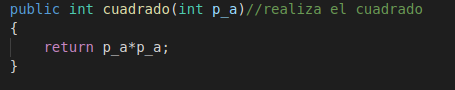 public int cuadrado(int p_a)//realiza el cuadrado
{
    return p_a*p_a;
}